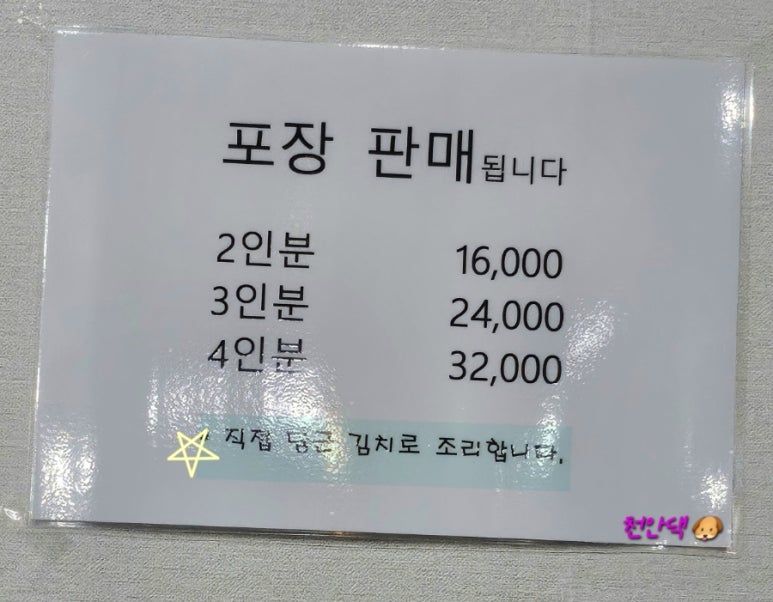 포장 판매됩니다
2인분 16,000
3인분 24,000
4인분 32,000
직접 담근 김치로 조리합니다.
천안댁